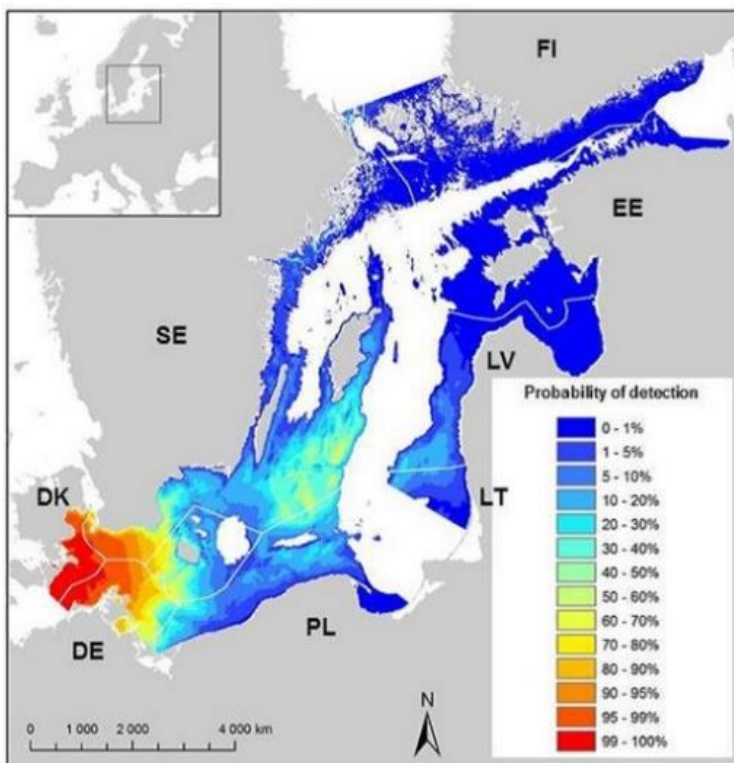 FI
EE
SE
LV
Probability of detection
0 - 1%
1 - 5%
5 - 10%
10 - 20%
20 - 30%
30 - 40%
40 - 50%
50 - 60%
60 - 70%
70 - 80%
80 - 90%
90 - 95%
95 - 99%
99 - 100%
DK
LT
DE
PL
N
0 1 000 2 000 4 000 km